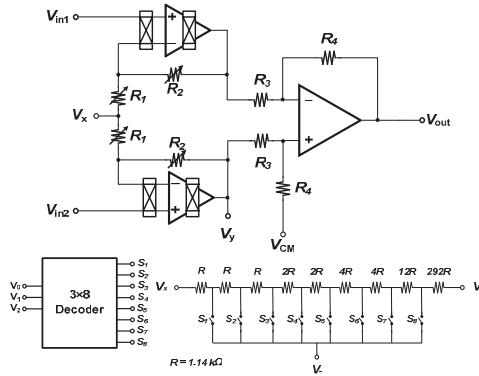 Vin1
R2
R4
R3
R1
Vx
Vout
R1
R2
R3
R4
Vin2
Vy
VCM
3×8
Decoder
V0
V1
V2
S1
S2
S3
S4
S5
S6
S7
S8
Vx R R R 2R 2R 4R 4R 12R 292R V
S1 S2 S3 S4 S5 S6 S7 S8
R=1.14 kΩ
V-